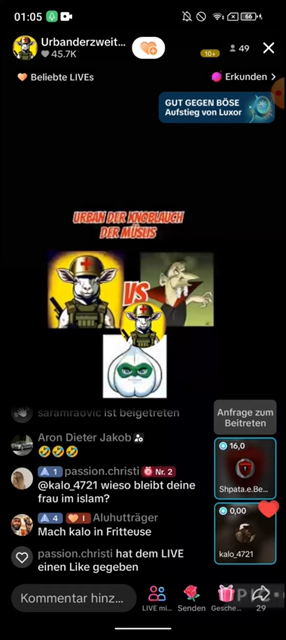 01:05
66
Urbanderzweit...
45.7K
10+
49
Beliebte LIVEs
Erkunden >
GUT GEGEN BÖSE
Aufstieg von Luxor
URBAN DER KNOBLAUCH
DER MÜSLIS
VS
saramraovic ist beigetreten
Anfrage zum
Beitreten
Aron Dieter Jakob
16,0
Shpata.e.Be...
1 passion.christi Nr. 2
@kalo_4721 wieso bleibt deine
frau im islam?
4 I Aluhutträger
Mach kalo in Fritteuse
0,00
kalo_4721
passion.christi hat dem LIVE
einen Like gegeben
Kommentar hinz...
LIVE mi...
Senden
Gesche...
29